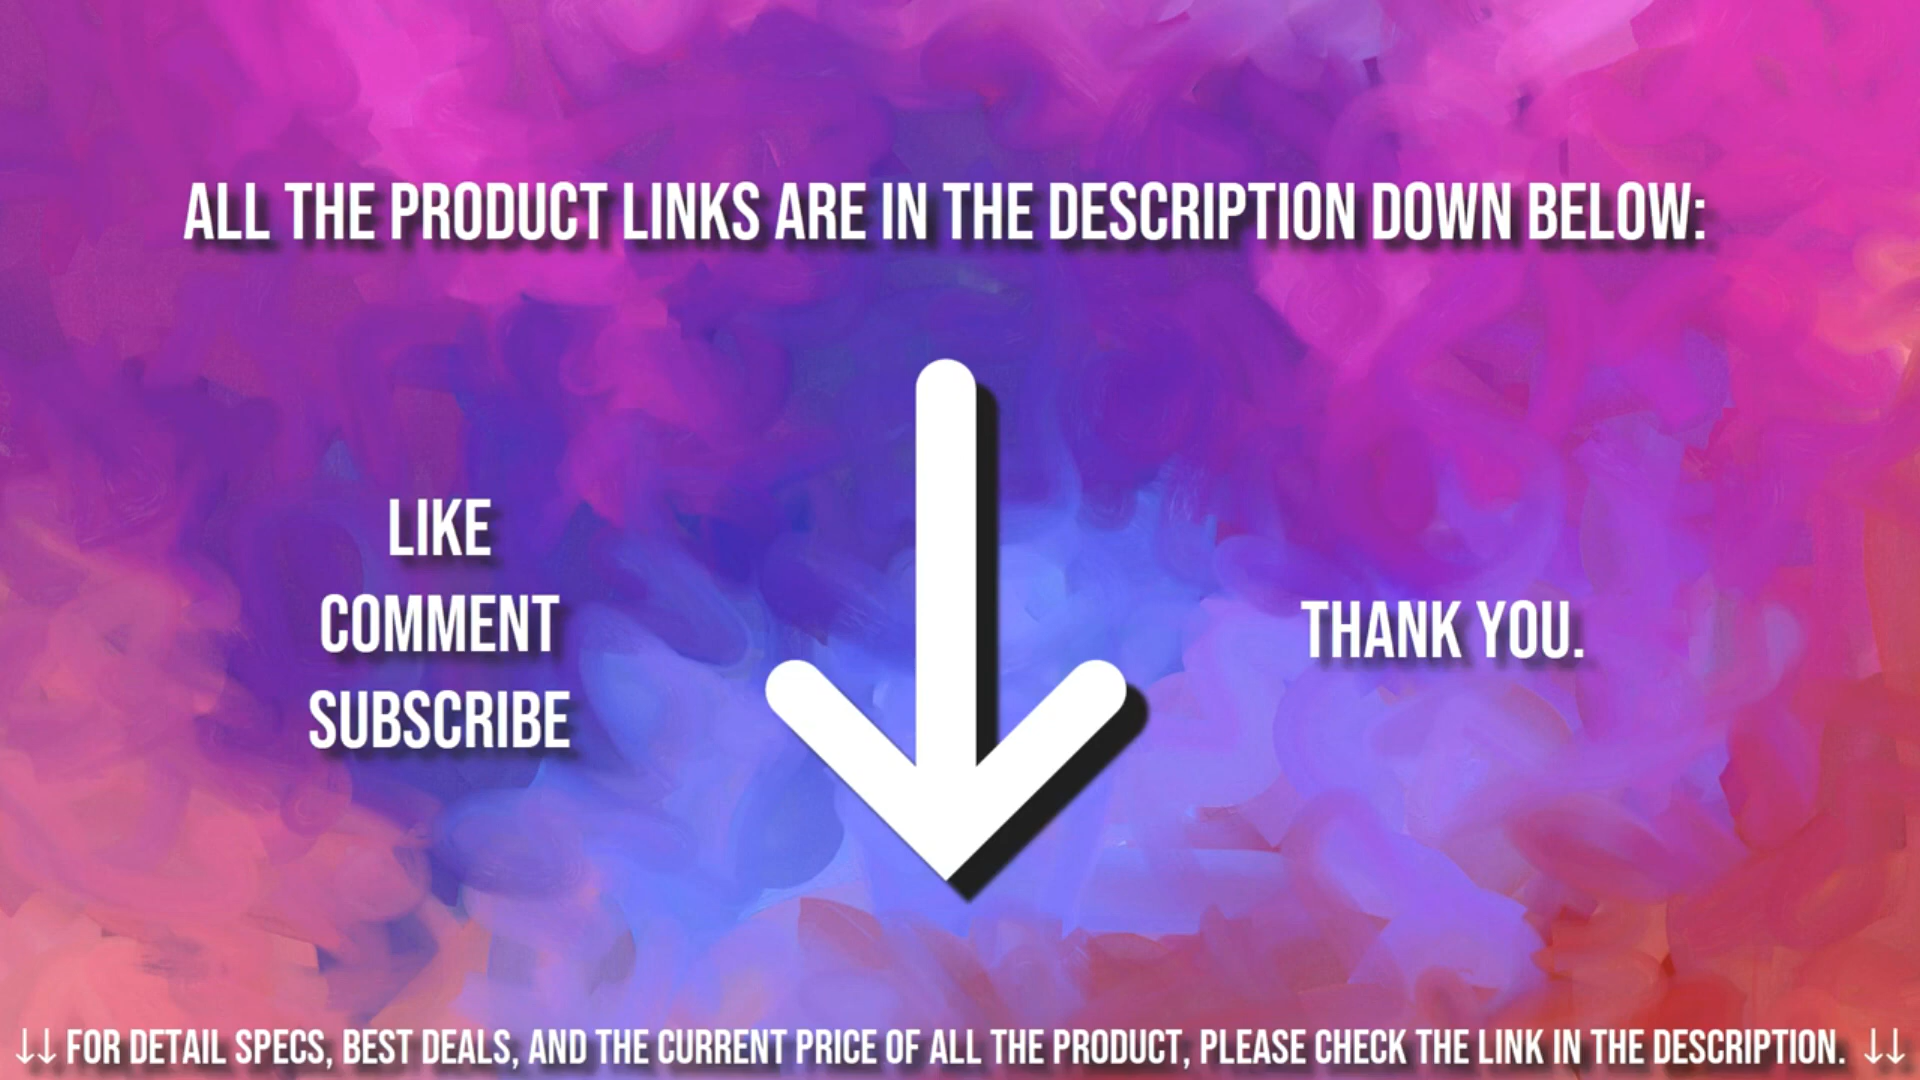 ALL THE PRODUCT LINKS ARE IN THE DESCRIPTION DOWN BELOW:
LIKE
COMMENT
SUBSCRIBE
THANK YOU.
↓↓ FOR DETAIL SPECS, BEST DEALS, AND THE CURRENT PRICE OF ALL THE PRODUCT, PLEASE CHECK THE LINK IN THE DESCRIPTION. ↓↓